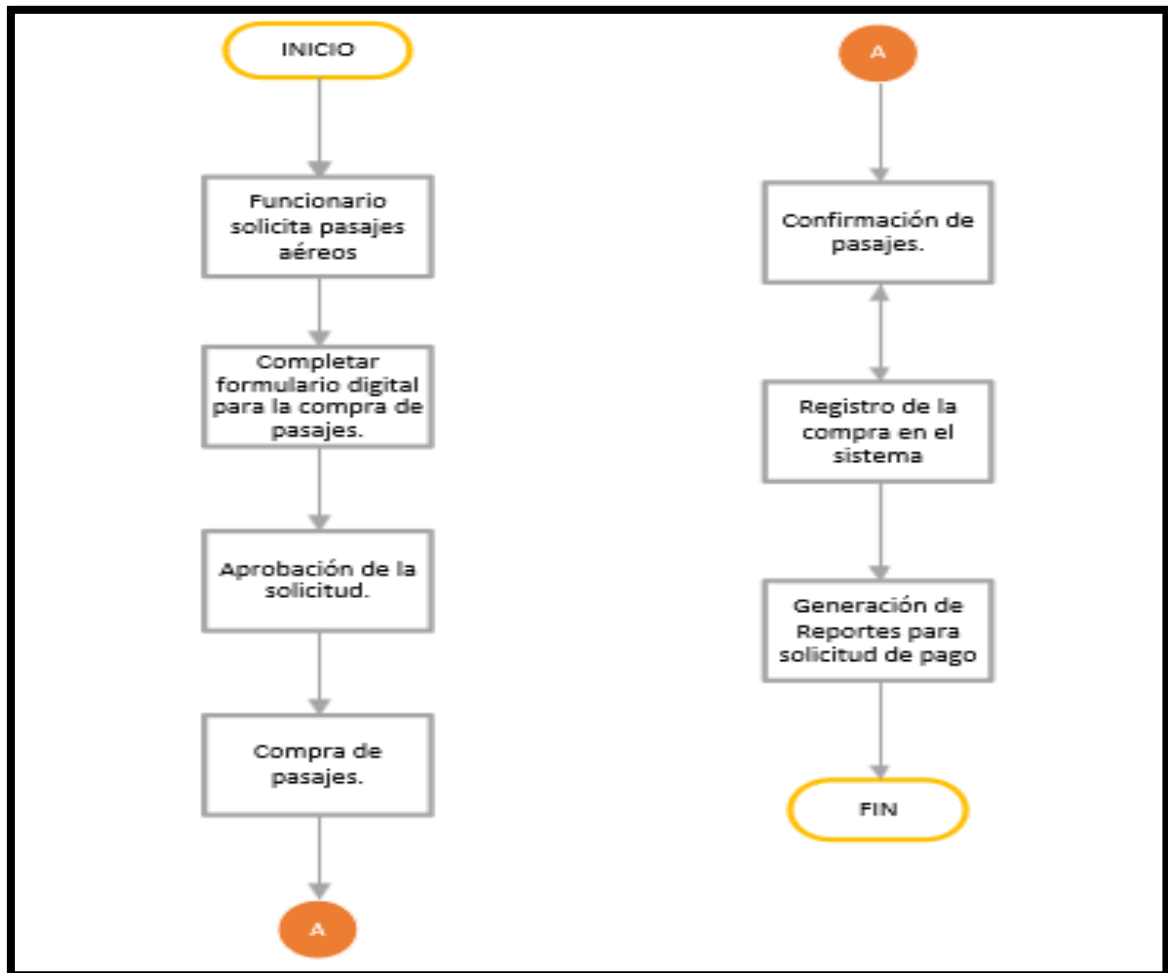 INICIO
Funcionario
solicita pasajes
aéreos
Completar
formulario digital
para la compra de
pasajes.
Aprobación de la
solicitud.
Compra de
pasajes.
A
A
Confirmación de
pasajes.
Registro de la
compra en el
sistema
Generación de
Reportes para
solicitud de pago
FIN